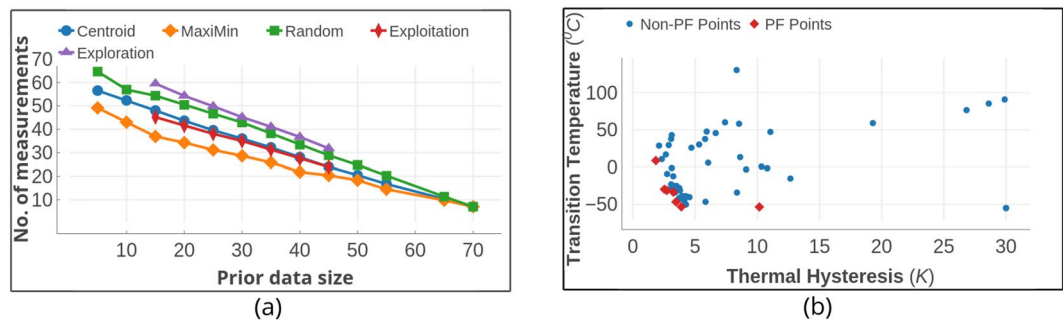 Centroid MaxiMin Random Exploitation
Exploration
No. of measurements
70
60
50
40
30
20
10
10 20 30 40 50 60 70
Prior data size
(a)
Non-PF Points PF Points
Transition Temperature (⁰C)
100
50
0
−50
0 5 10 15 20 25 30
Thermal Hysteresis (K)
(b)